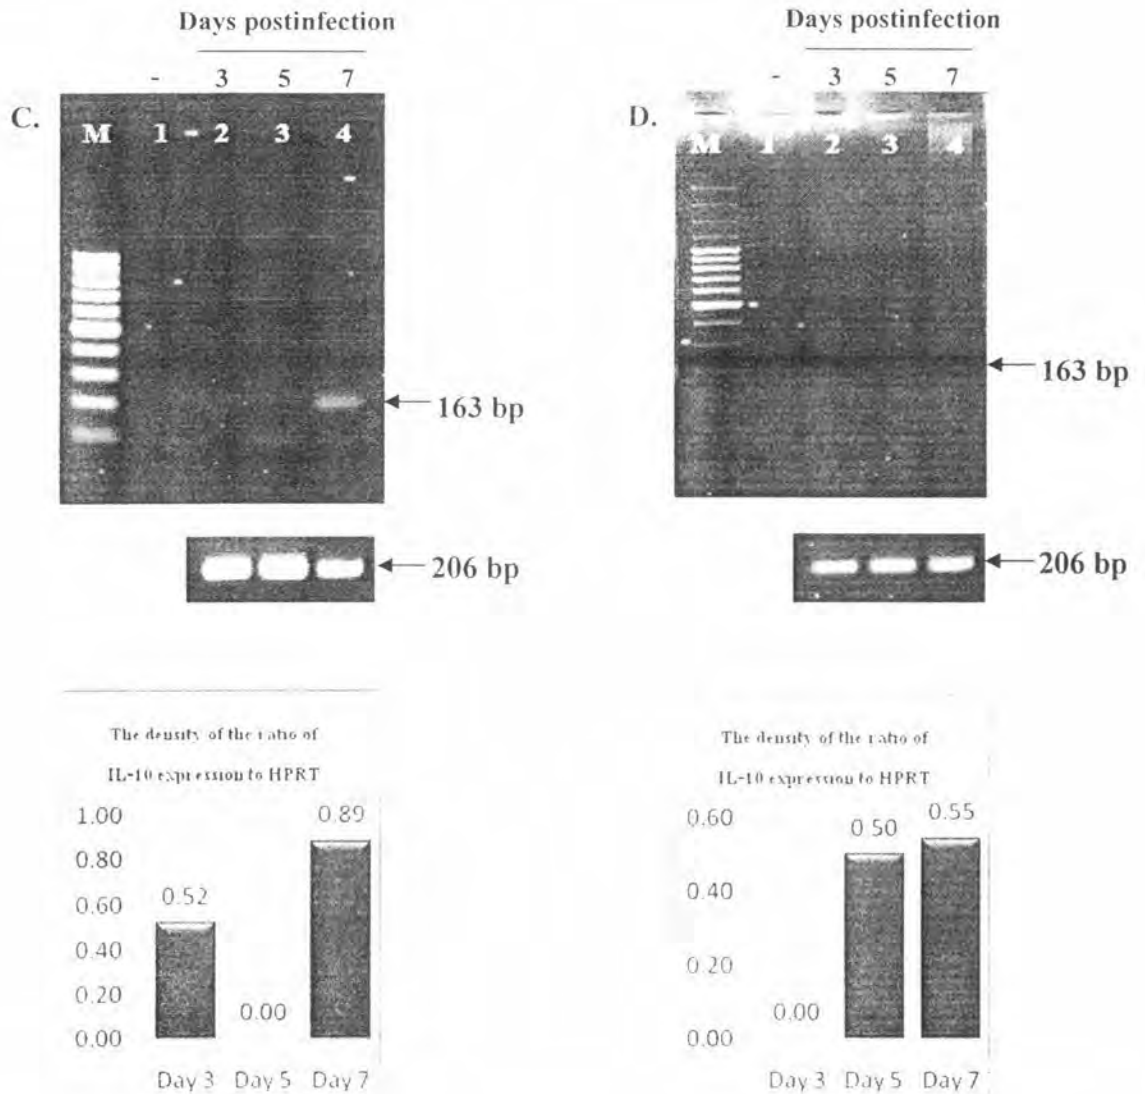 Days postinfection
- 3 5 7
C.
M 1 2 3 4
163 bp
206 bp
The density of the ratio of
IL-10 expression to HPRT
1.00
0.80
0.60
0.40
0.20
0.00
0.52
0.00
0.89
Day 3 Day 5 Day 7
Days postinfection
- 3 5 7
D.
M 1 2 3 4
163 bp
206 bp
The density of the ratio of
IL-10 expression to HPRT
0.60
0.40
0.20
0.00
0.00
0.50
0.55
Day 3 Day 5 Day 7